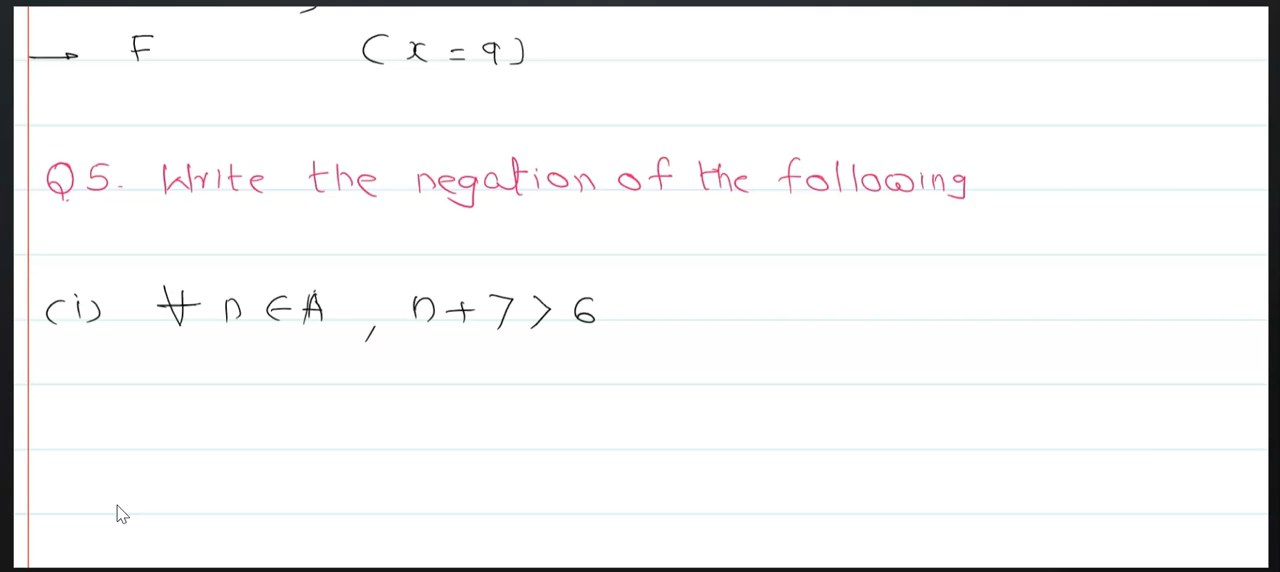 → F (x = 9)
Q5. Write the negation of the following
(i) ∀ n ∈ A , n + 7 > 6